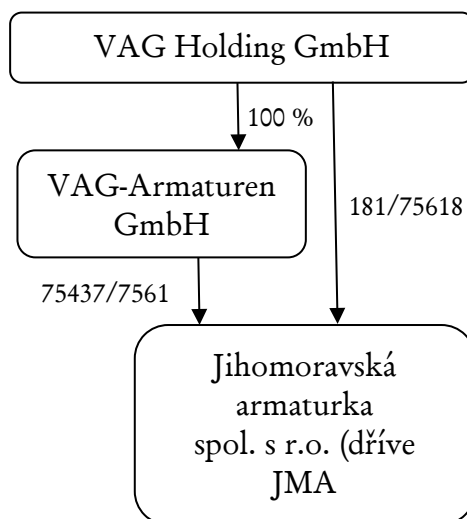 VAG Holding GmbH
100 %
VAG-Armaturen
GmbH
181/75618
75437/7561
Jihomoravská
armaturka
spol. s r.o. (dříve
JMA